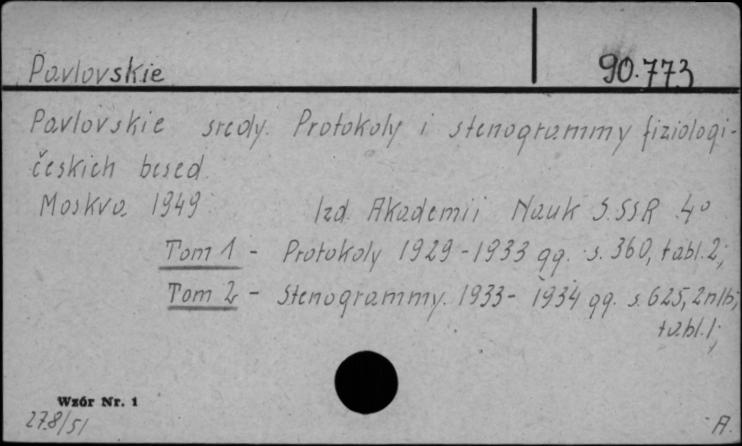 Pavlovskie 90.773
Pavlovskie sredy. Protokoly i stenogrammy fiziologi-
českich besed.
Moskva 1949 Izd. Akademii Nauk S.SSR 4°
Tom 1 - Protokoly 1929-1933 gg. s. 360, tabl. 2;
Tom 2 - Stenogrammy. 1933-1934 gg. s. 625, 2nlb;
tabl. 1;
Wzór Nr. 1
278/51 A.